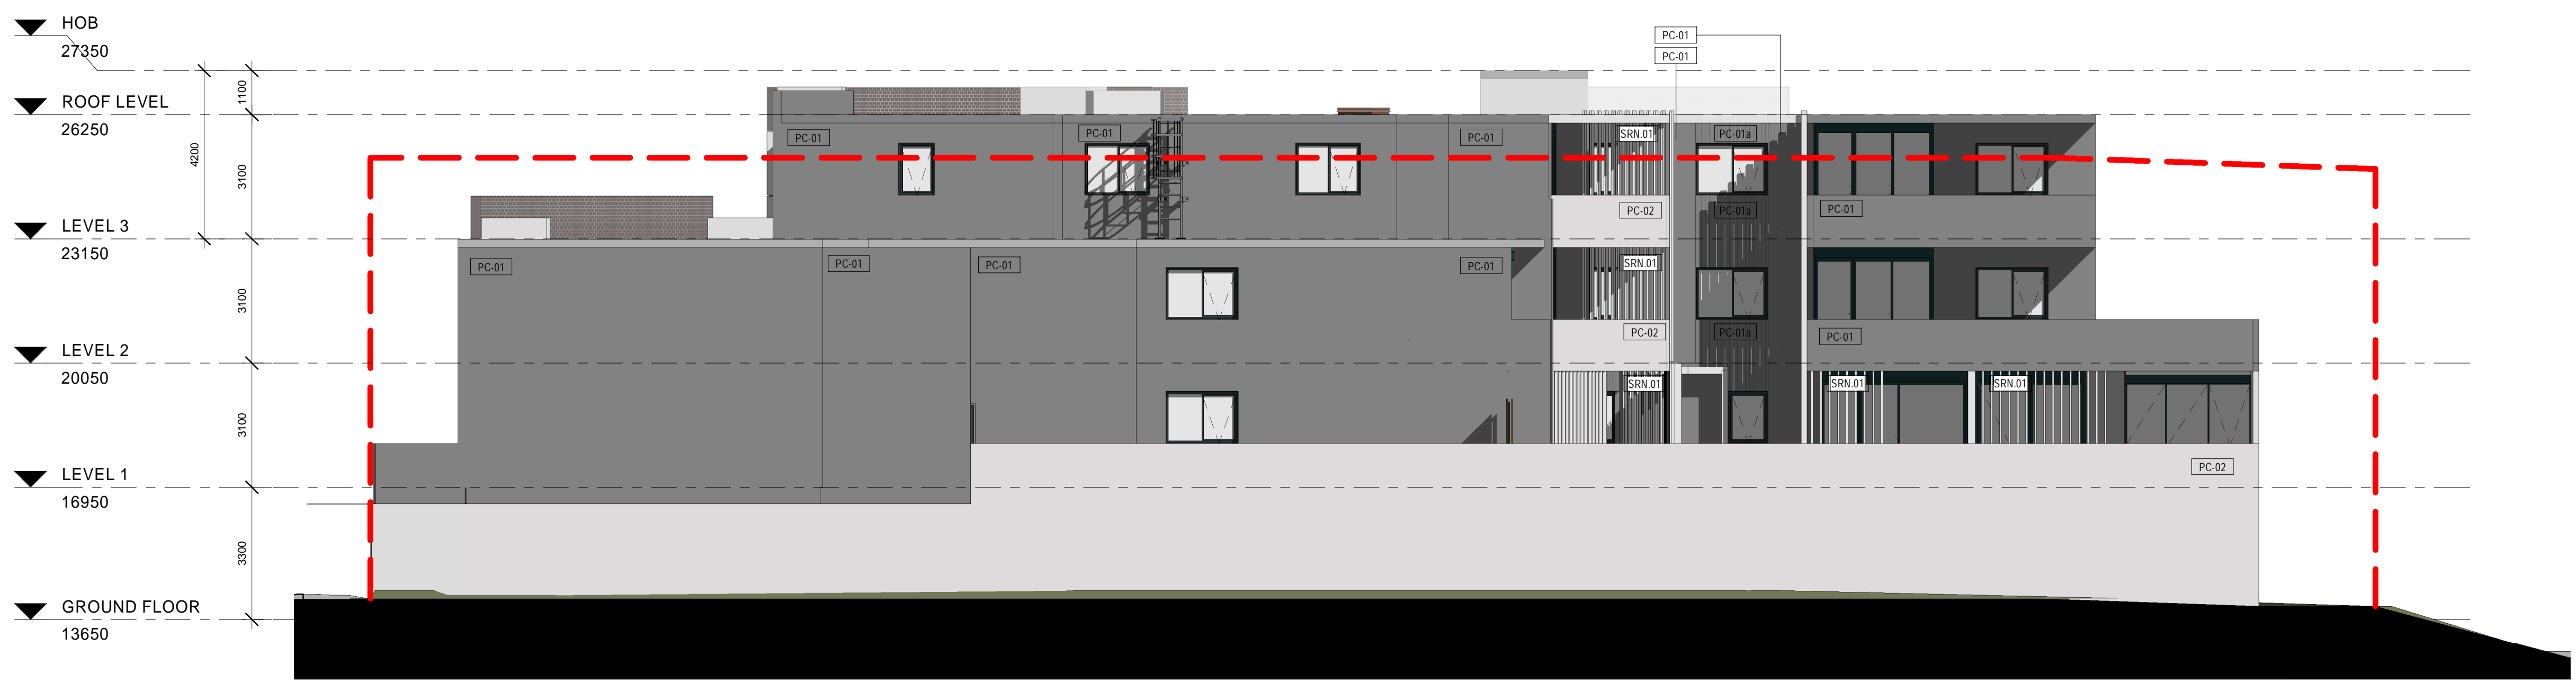 HOB
27350
ROOF LEVEL
26250
LEVEL 3
23150
LEVEL 2
20050
LEVEL 1
16950
GROUND FLOOR
13650
1100
4200
3100
3100
3100
3300
PC-01
PC-01
PC-01
PC-01
PC-01
SRN.01
PC-01a
PC-02
PC-01a
PC-01
PC-01
PC-01
PC-01
PC-01
SRN.01
PC-02
PC-01a
PC-01
SRN.01
SRN.01
SRN.01
PC-02